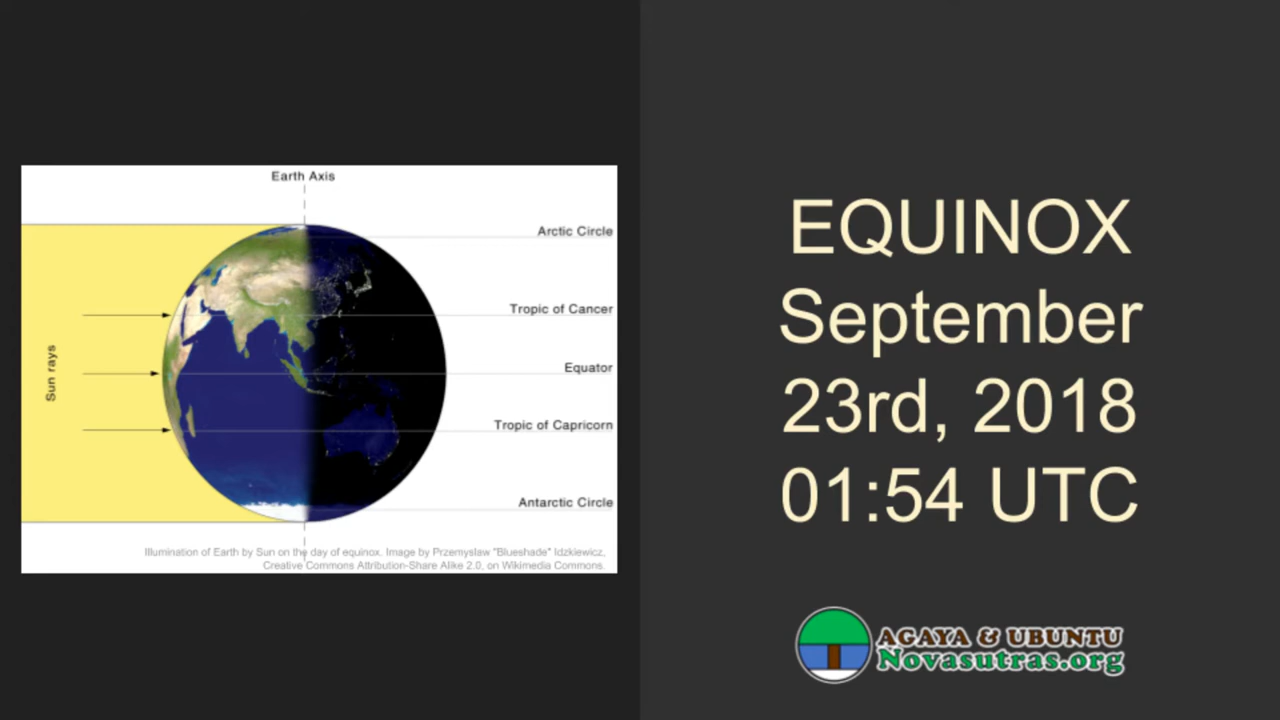 Earth Axis
Arctic Circle
Tropic of Cancer
Sun rays
Equator
Tropic of Capricorn
Antarctic Circle
Illumination of Earth by Sun on the day of equinox. Image by Przemyslaw "Blueshade" Idzkiewicz,
Creative Commons Attribution-Share Alike 2.0, on Wikimedia Commons.
EQUINOX
September
23rd, 2018
01:54 UTC
AGAYA & UBUNTU
Novasutras.org